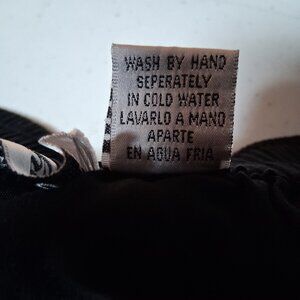 WASH BY HAND
SEPERATELY
IN COLD WATER
LAVARLO A MANO
APARTE
EN AGUA FRIA